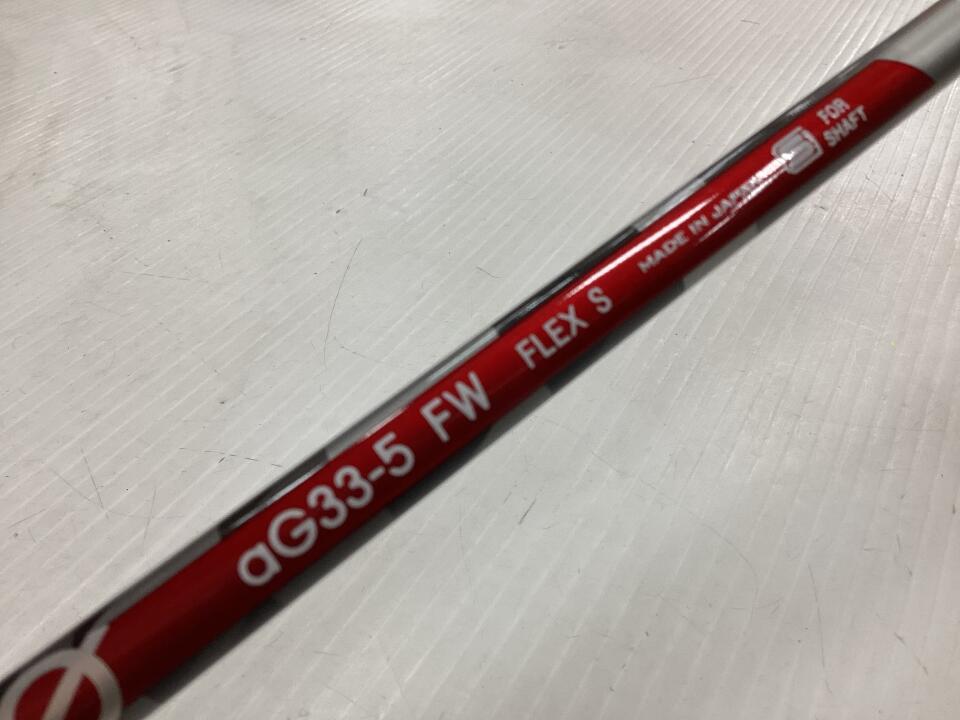 aG33-5 FW FLEX S MADE IN JAPAN
S FOR
SHAFT